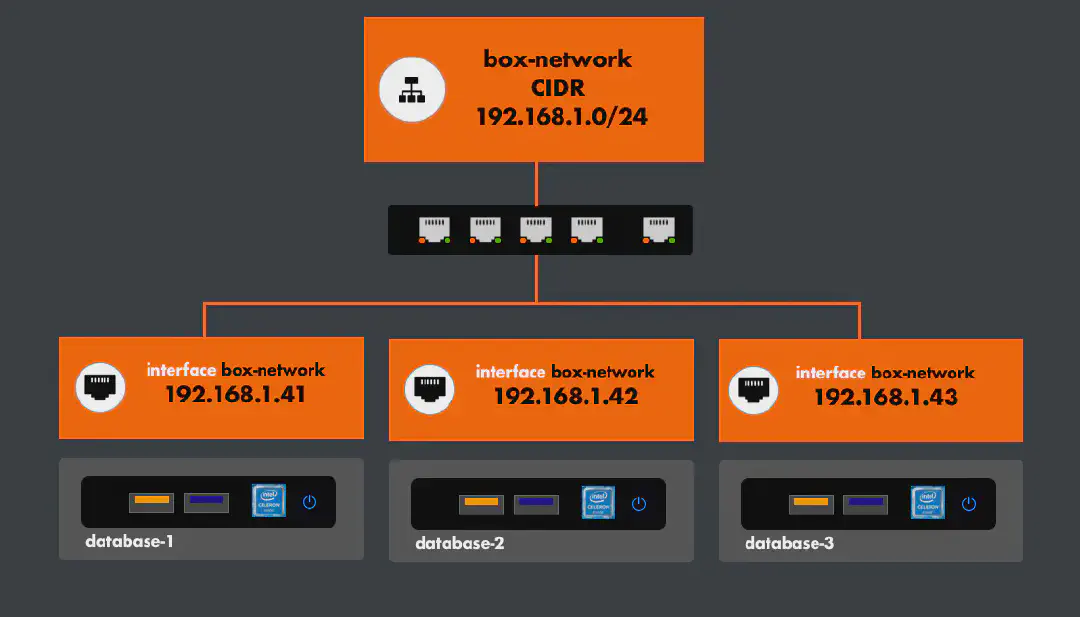 box-network
CIDR
192.168.1.0/24
interface box-network
192.168.1.41
interface box-network
192.168.1.42
interface box-network
192.168.1.43
intel
CELERON
intel
CELERON
intel
CELERON
database-1
database-2
database-3